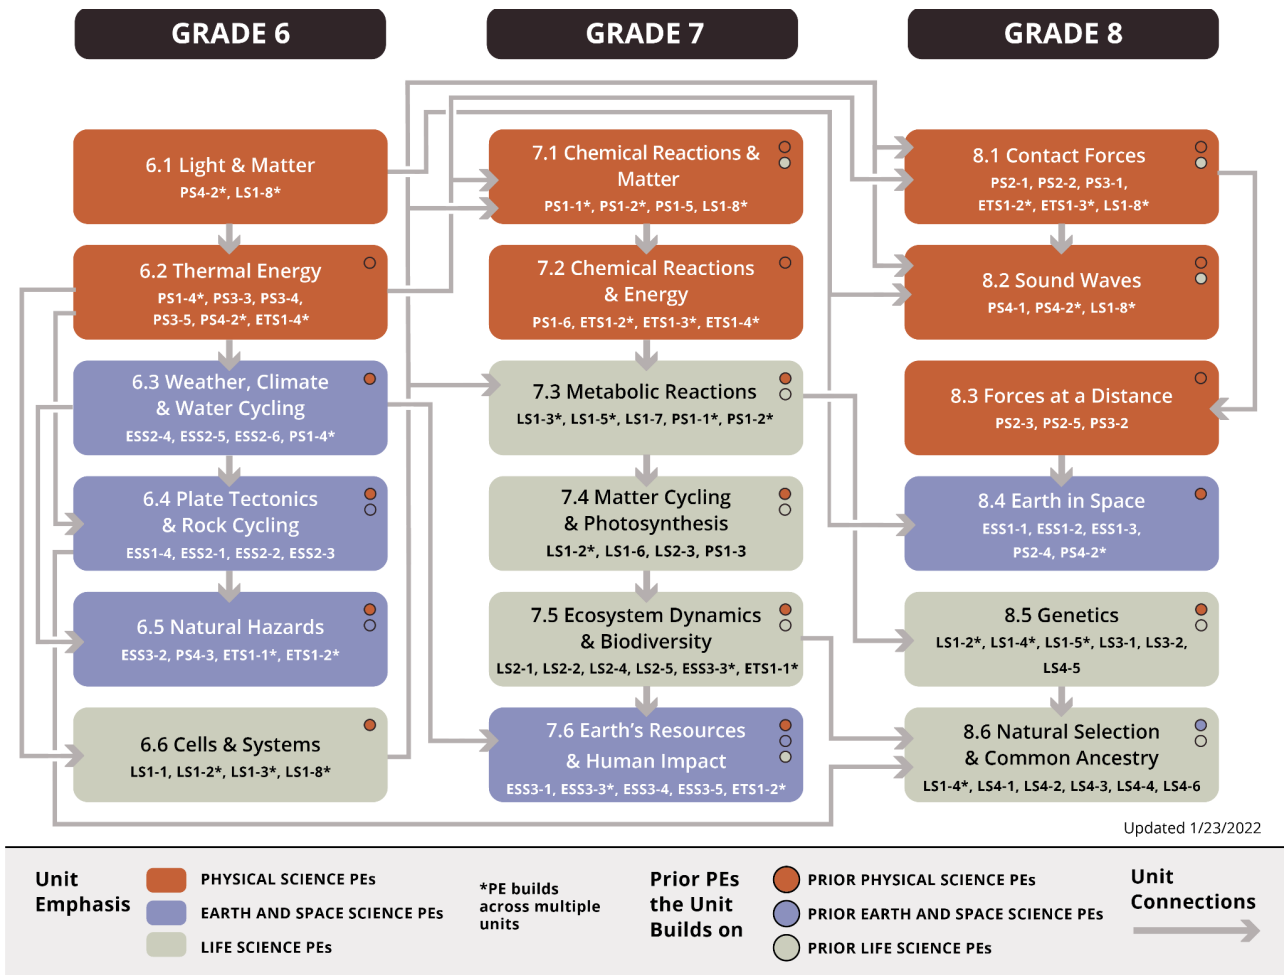 GRADE 6
GRADE 7
GRADE 8
6.1 Light & Matter
PS4-2*, LS1-8*
6.2 Thermal Energy
PS1-4*, PS3-3, PS3-4,
PS3-5, PS4-2*, ETS1-4*
6.3 Weather, Climate
& Water Cycling
ESS2-4, ESS2-5, ESS2-6, PS1-4*
6.4 Plate Tectonics
& Rock Cycling
ESS1-4, ESS2-1, ESS2-2, ESS2-3
6.5 Natural Hazards
ESS3-2, PS4-3, ETS1-1*, ETS1-2*
6.6 Cells & Systems
LS1-1, LS1-2*, LS1-3*, LS1-8*
7.1 Chemical Reactions &
Matter
PS1-1*, PS1-2*, PS1-5, LS1-8*
7.2 Chemical Reactions
& Energy
PS1-6, ETS1-2*, ETS1-3*, ETS1-4*
7.3 Metabolic Reactions
LS1-3*, LS1-5*, LS1-7, PS1-1*, PS1-2*
7.4 Matter Cycling
& Photosynthesis
LS1-2*, LS1-6, LS2-3, PS1-3
7.5 Ecosystem Dynamics
& Biodiversity
LS2-1, LS2-2, LS2-4, LS2-5, ESS3-3*, ETS1-1*
7.6 Earth's Resources
& Human Impact
ESS3-1, ESS3-3*, ESS3-4, ESS3-5, ETS1-2*
8.1 Contact Forces
PS2-1, PS2-2, PS3-1,
ETS1-2*, ETS1-3*, LS1-8*
8.2 Sound Waves
PS4-1, PS4-2*, LS1-8*
8.3 Forces at a Distance
PS2-3, PS2-5, PS3-2
8.4 Earth in Space
ESS1-1, ESS1-2, ESS1-3,
PS2-4, PS4-2*
8.5 Genetics
LS1-2*, LS1-4*, LS1-5*, LS3-1, LS3-2,
LS4-5
8.6 Natural Selection
& Common Ancestry
LS1-4*, LS4-1, LS4-2, LS4-3, LS4-4, LS4-6
Updated 1/23/2022
Unit
Emphasis
PHYSICAL SCIENCE PEs
EARTH AND SPACE SCIENCE PEs
LIFE SCIENCE PEs
*PE builds
across multiple
units
Prior PEs
the Unit
Builds on
PRIOR PHYSICAL SCIENCE PEs
PRIOR EARTH AND SPACE SCIENCE PEs
PRIOR LIFE SCIENCE PEs
Unit
Connections